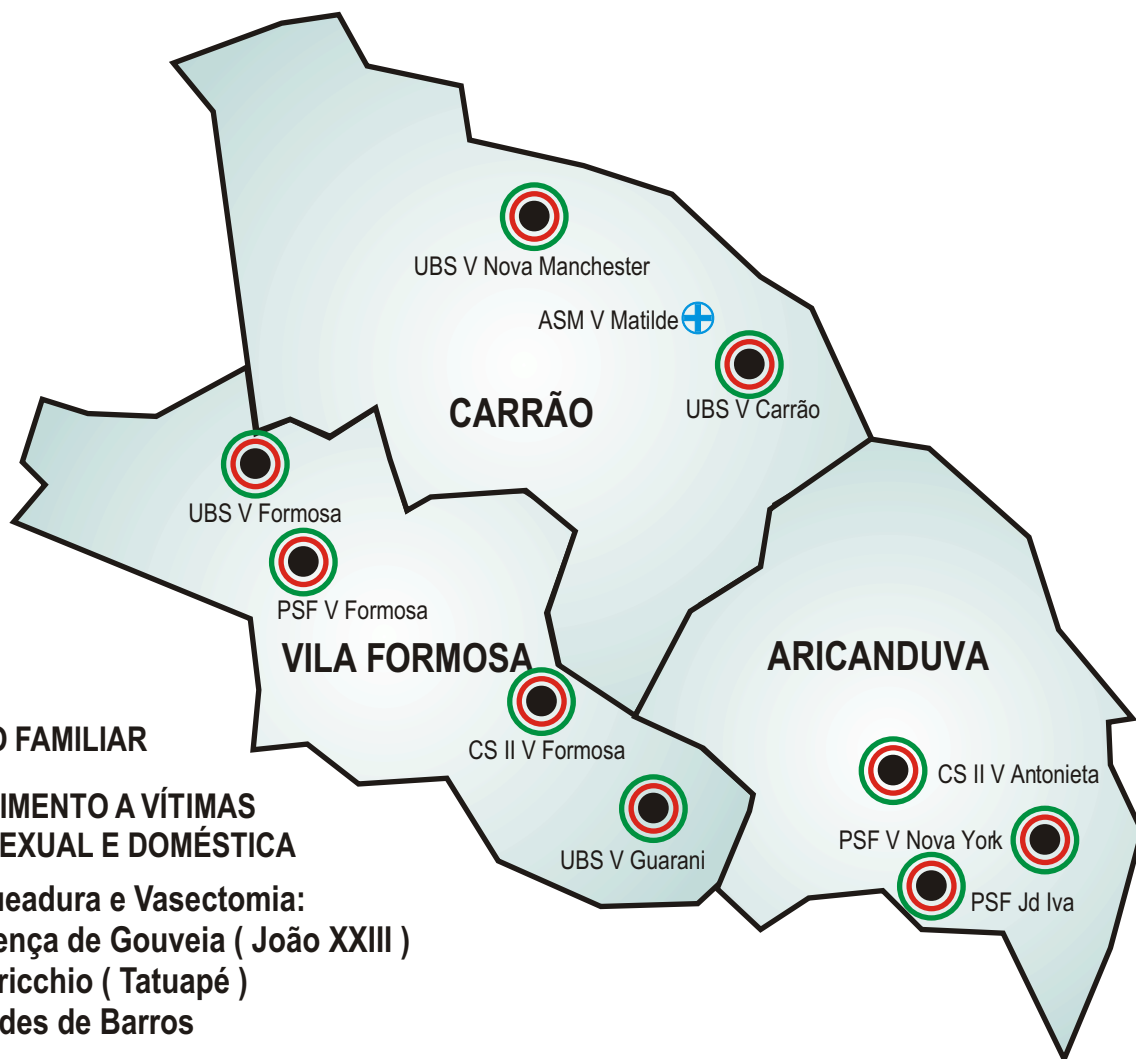 UBS V Nova Manchester
ASM V Matilde
UBS V Carrão
CARRÃO
UBS V Formosa
PSF V Formosa
VILA FORMOSA
ARICANDUVA
CS II V Formosa
CS II V Antonieta
PSF V Nova York
UBS V Guarani
PSF Jd Iva
O FAMILIAR
IMENTO A VÍTIMAS
EXUAL E DOMÉSTICA
ueadura e Vasectomia:
ença de Gouveia ( João XXIII )
ricchio ( Tatuapé )
des de Barros